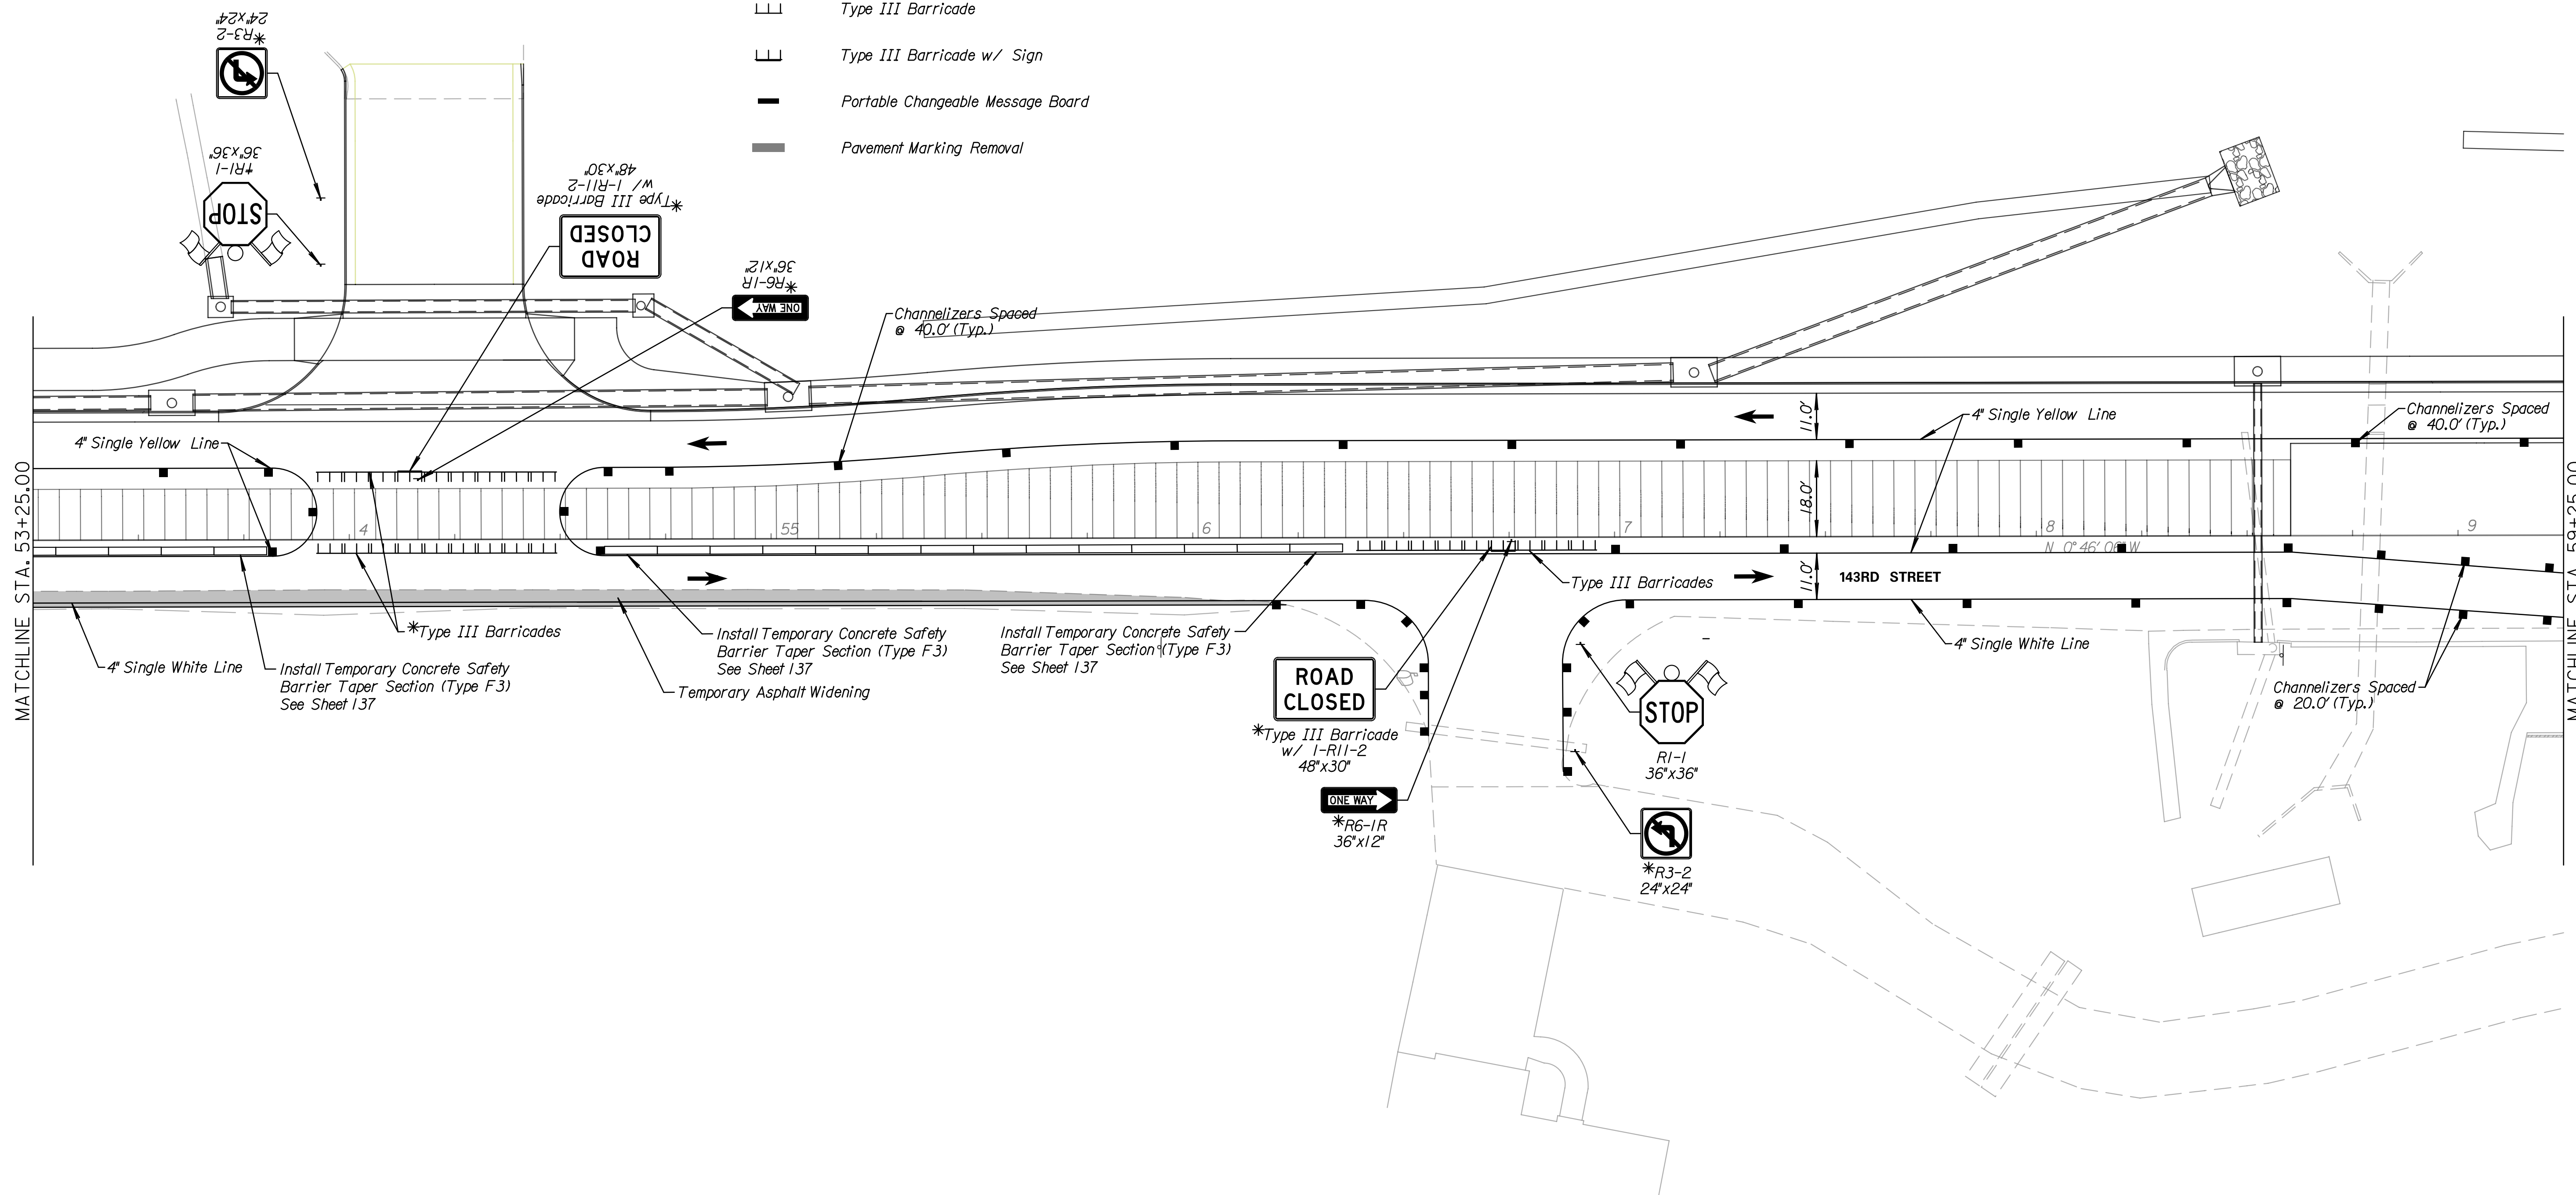 Type III Barricade
Type III Barricade w/ Sign
Portable Changeable Message Board
Pavement Marking Removal
*R3-2
24"x24"
‡R1-1
36"x36"
STOP
*Type III Barricade
w/ 1-R11-2
48"x30"
ROAD
CLOSED
*R6-1R
36"x12"
ONE WAY
Channelizers Spaced
@ 40.0' (Typ.)
4" Single Yellow Line
11.0'
4" Single Yellow Line
Channelizers Spaced
@ 40.0' (Typ.)
MATCHLINE STA. 53+25.00
4
55
6
7
8
9
18.0'
N 0° 46' 06" W
MATCHLINE STA. 59+25.00
11.0'
143RD STREET
*Type III Barricades
4" Single White Line
Install Temporary Concrete Safety
Barrier Taper Section (Type F3)
See Sheet 137
Install Temporary Concrete Safety
Barrier Taper Section (Type F3)
See Sheet 137
Temporary Asphalt Widening
Install Temporary Concrete Safety
Barrier Taper Section (Type F3)
See Sheet 137
Type III Barricades
4" Single White Line
Channelizers Spaced
@ 20.0' (Typ.)
ROAD
CLOSED
*Type III Barricade
w/ 1-R11-2
48"x30"
STOP
R1-1
36"x36"
ONE WAY
*R6-1R
36"x12"
*R3-2
24"x24"